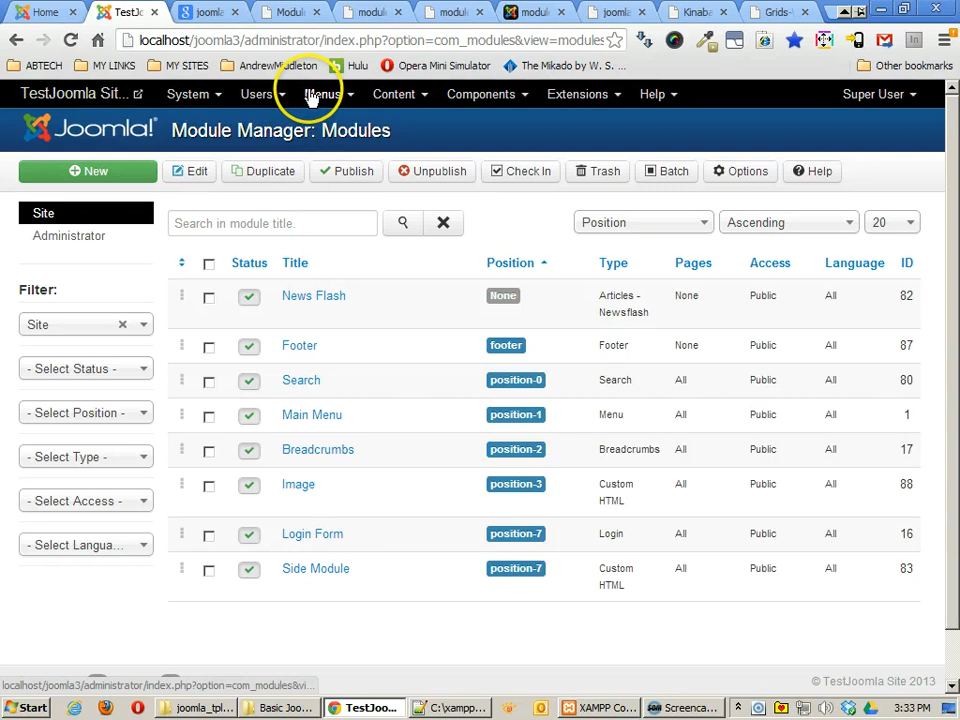 Home
TestJ
joomla
Modul
modul
modul
modul
joomla
Kinaba
Grids-
localhost/joomla3/administrator/index.php?option=com_modules&view=modules
ABTECH
MY LINKS
MY SITES
AndrewMiddleton
Hulu
Opera Mini Simulator
The Mikado by W. S. ...
Other bookmarks
TestJoomla Sit...
System
Users
Menus
Content
Components
Extensions
Help
Super User
Joomla!
Module Manager: Modules
New
Edit
Duplicate
Publish
Unpublish
Check In
Trash
Batch
Options
Help
Site
Administrator
Search in module title.
Position
Ascending
20
Filter:
Site
- Select Status -
- Select Position -
- Select Type -
- Select Access -
- Select Langua...
Status Title Position Type Pages Access Language ID
News Flash None Articles - Newsflash None Public All 82
Footer footer Footer None Public All 87
Search position-0 Search All Public All 80
Main Menu position-1 Menu All Public All 1
Breadcrumbs position-2 Breadcrumbs All Public All 17
Image position-3 Custom HTML All Public All 88
Login Form position-7 Login All Public All 16
Side Module position-7 Custom HTML All Public All 83
localhost/joomla3/administrator/index.php?option=com_modules&vi...
© TestJoomla Site 2013
Start
joomla_tpl...
Basic Joo...
TestJoo...
C:\xampp...
XAMPP Co...
Screenca...
3:33 PM